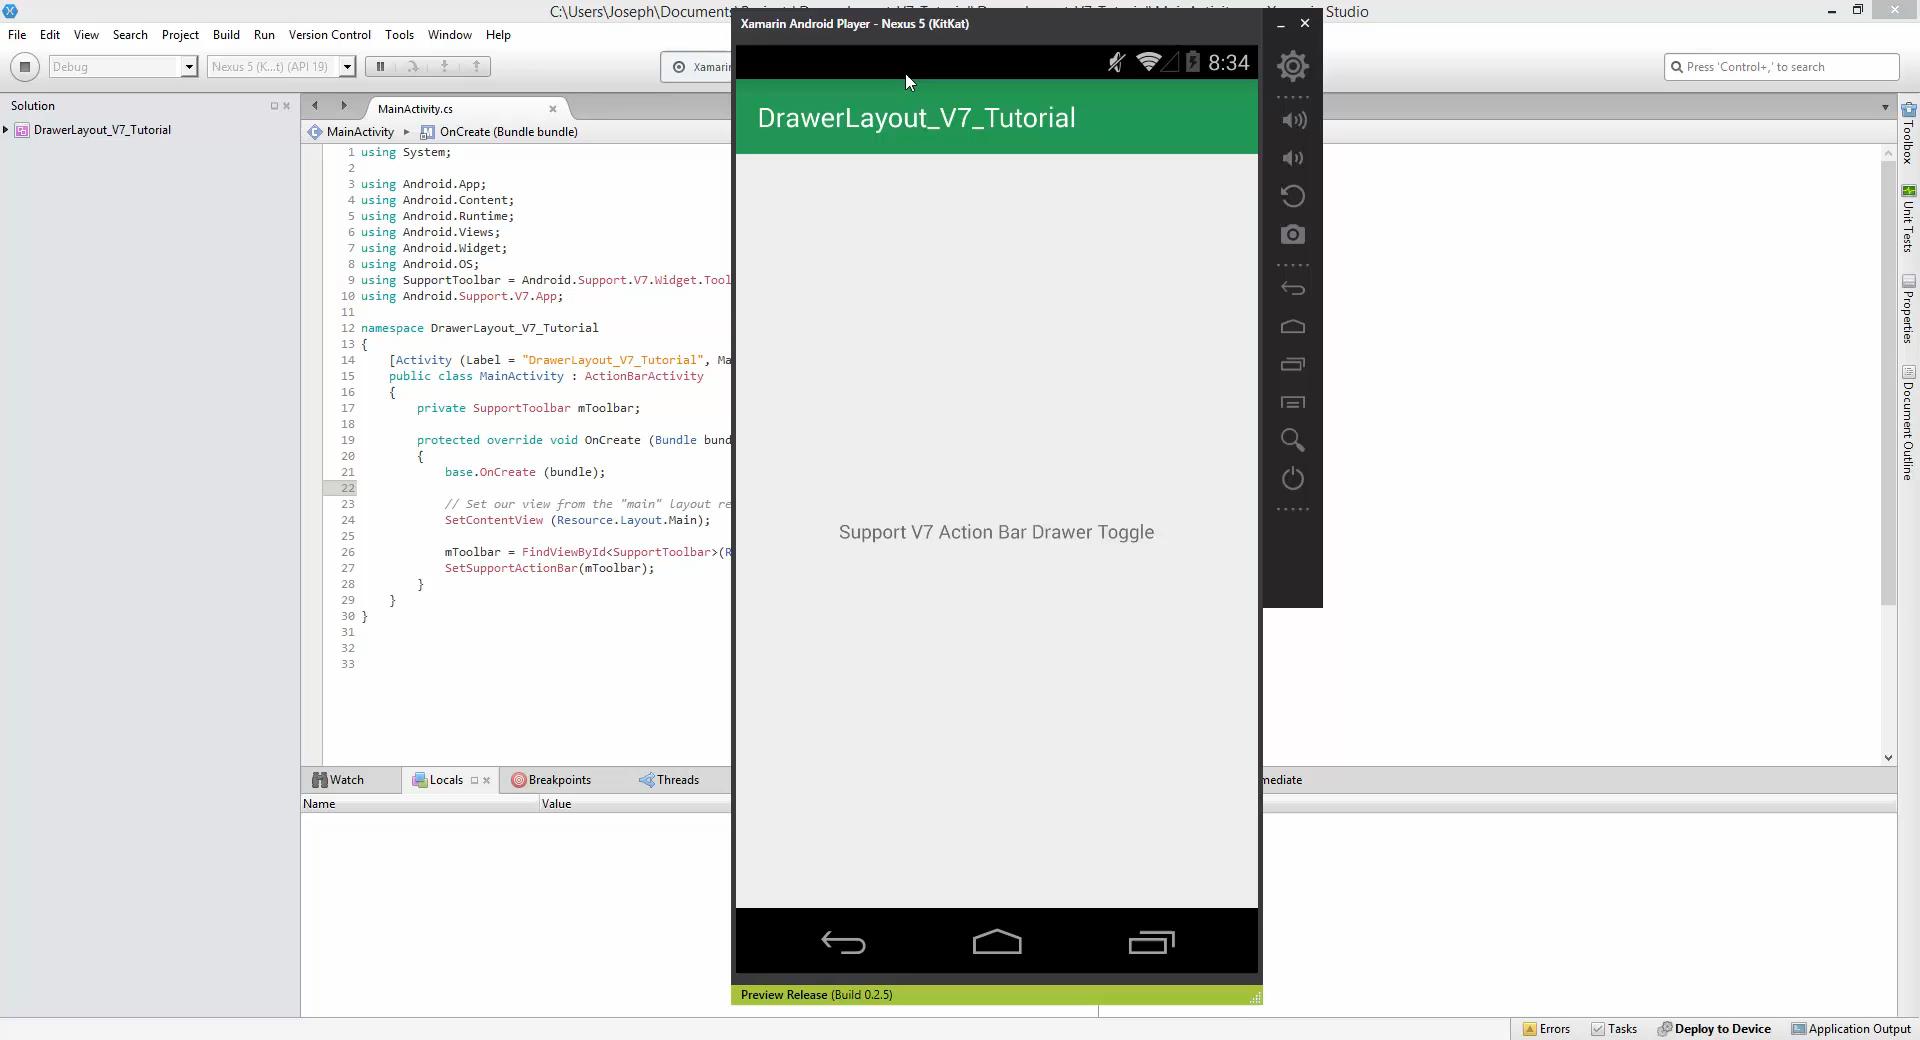 C:\Users\Joseph\Documents
Studio
Xamarin Android Player - Nexus 5 (KitKat)
File Edit View Search Project Build Run Version Control Tools Window Help
Debug
Nexus 5 (K...t) (API 19)
Xamarin
Press 'Control+,' to search
8:34
DrawerLayout_V7_Tutorial
Solution
DrawerLayout_V7_Tutorial
MainActivity.cs
MainActivity
OnCreate (Bundle bundle)
1 using System;
2
3 using Android.App;
4 using Android.Content;
5 using Android.Runtime;
6 using Android.Views;
7 using Android.Widget;
8 using Android.OS;
9 using SupportToolbar = Android.Support.V7.Widget.Tool
10 using Android.Support.V7.App;
11
12 namespace DrawerLayout_V7_Tutorial
13 {
14 [Activity (Label = "DrawerLayout_V7_Tutorial", Ma
15 public class MainActivity : ActionBarActivity
16 {
17 private SupportToolbar mToolbar;
18
19 protected override void OnCreate (Bundle bund
20 {
21 base.OnCreate (bundle);
22
23 // Set our view from the "main" layout re
24 SetContentView (Resource.Layout.Main);
25
26 mToolbar = FindViewById<SupportToolbar>(R
27 SetSupportActionBar(mToolbar);
28 }
29 }
30 }
31
32
33
Support V7 Action Bar Drawer Toggle
Toolbox
Unit Tests
Properties
Document Outline
Watch
Locals
Breakpoints
Threads
mediate
Name
Value
Preview Release (Build 0.2.5)
Errors
Tasks
Deploy to Device
Application Output